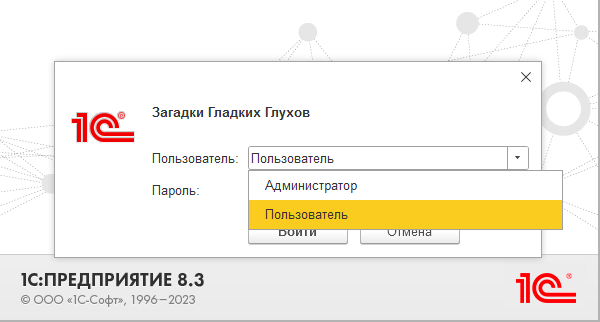 Загадки Гладких Глухов
1С®
Пользователь: Пользователь
Администратор
Пароль:
Пользователь
Войти Отмена
1С:ПРЕДПРИЯТИЕ 8.3
© ООО «1С-Софт», 1996–2023
1С®